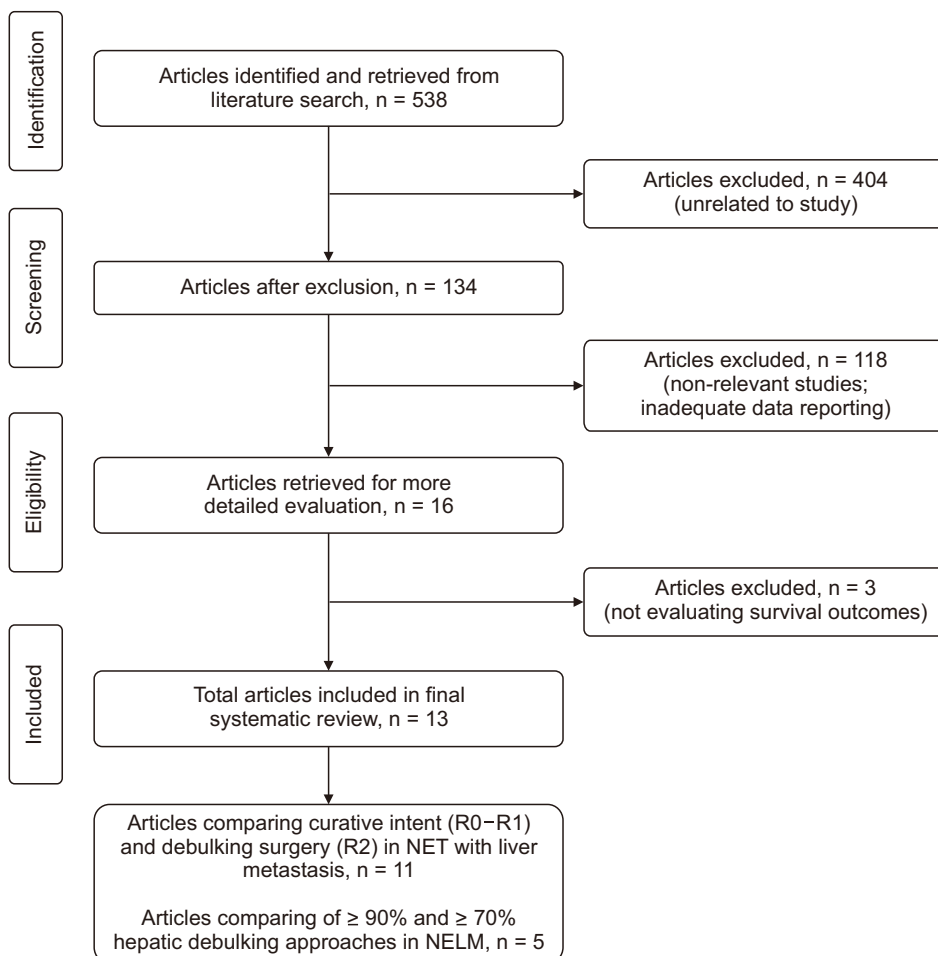 Identification
Articles identified and retrieved from
literature search, n = 538
Articles excluded, n = 404
(unrelated to study)
Screening
Articles after exclusion, n = 134
Articles excluded, n = 118
(non-relevant studies;
inadequate data reporting)
Eligibility
Articles retrieved for more
detailed evaluation, n = 16
Articles excluded, n = 3
(not evaluating survival outcomes)
Included
Total articles included in final
systematic review, n = 13
Articles comparing curative intent (R0−R1)
and debulking surgery (R2) in NET with liver
metastasis, n = 11
Articles comparing of ≥ 90% and ≥ 70%
hepatic debulking approaches in NELM, n = 5